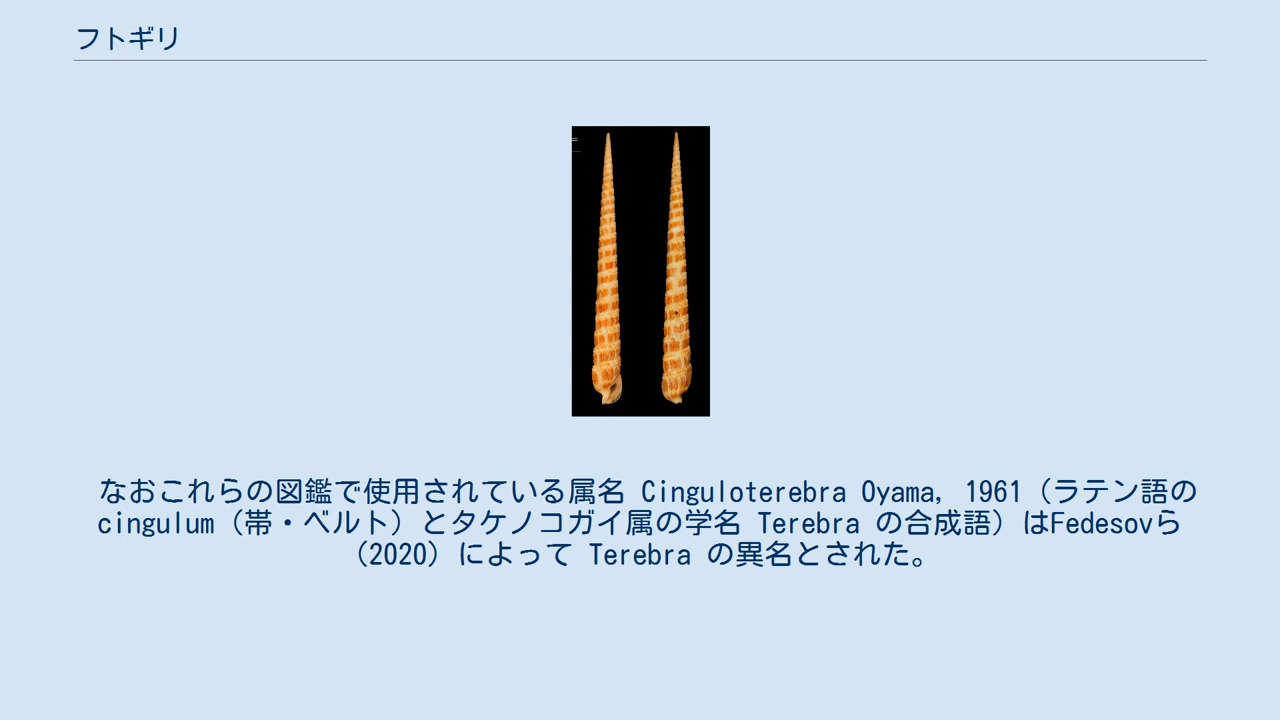 フトギリ
なおこれらの図鑑で使用されている属名 Cinguloterebra Oyama, 1961（ラテン語の
cingulum（帯・ベルト）とタケノコガイ属の学名 Terebra の合成語）はFedesovら
（2020）によって Terebra の異名とされた。